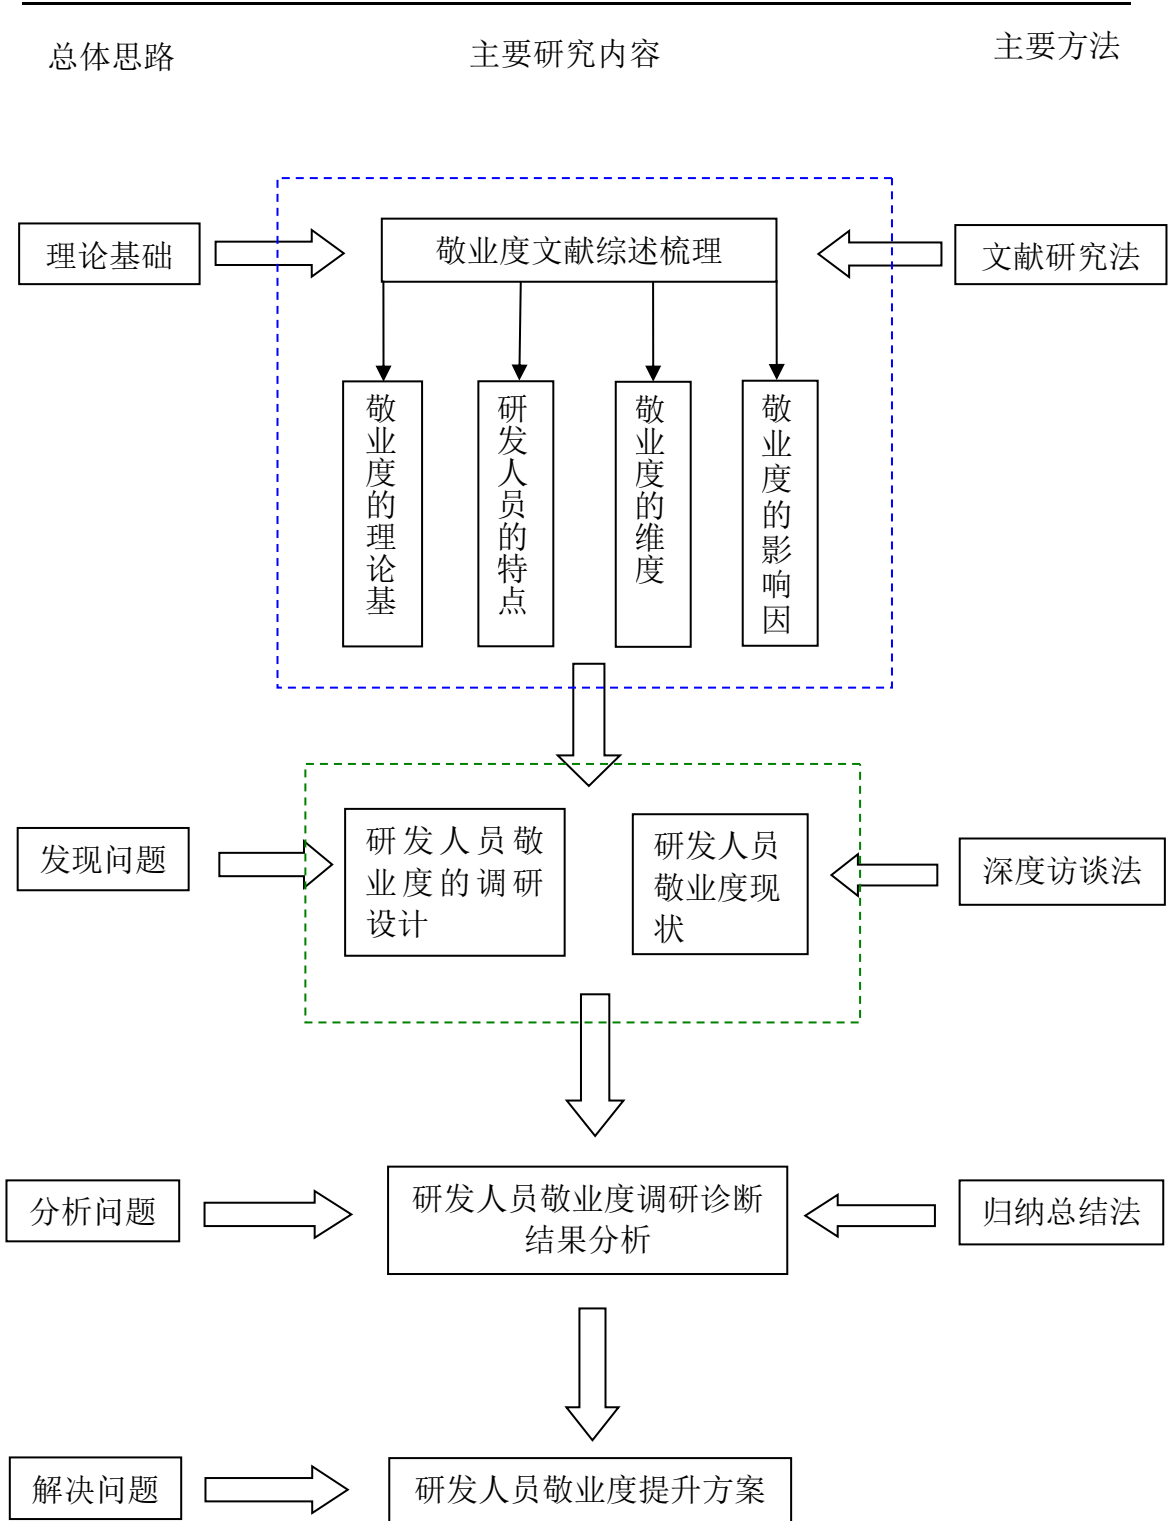 总体思路
主要研究内容
主要方法
理论基础
敬业度文献综述梳理
文献研究法
敬业度的理论基
研发人员的特点
敬业度的维度
敬业度的影响因
发现问题
研发人员敬
业度的调研
设计
研发人员
敬业度现
状
深度访谈法
分析问题
研发人员敬业度调研诊断
结果分析
归纳总结法
解决问题
研发人员敬业度提升方案